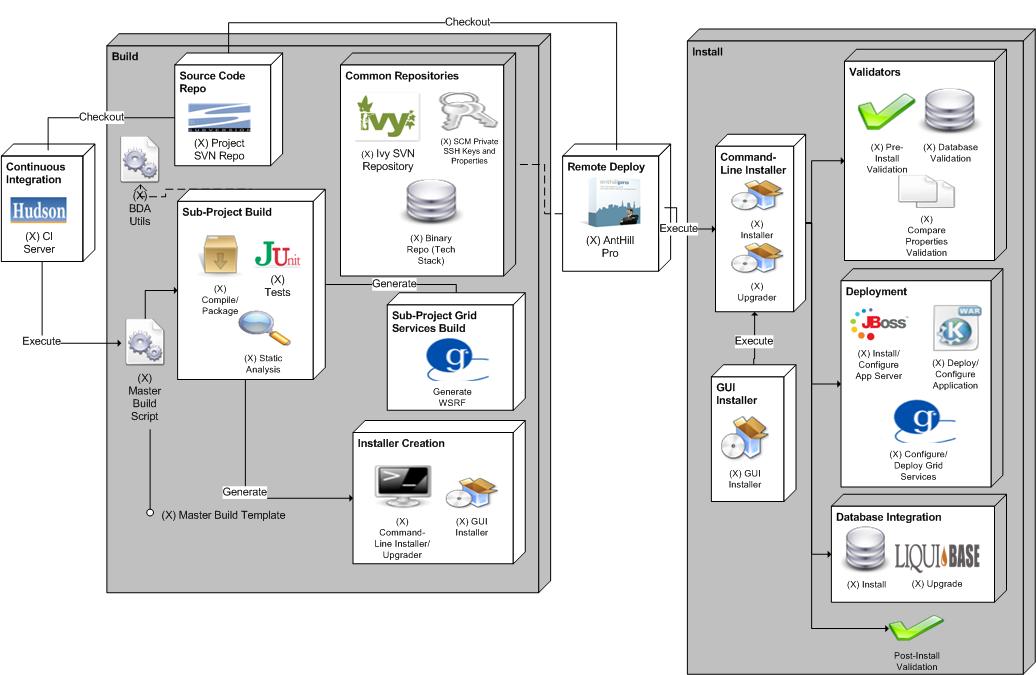 Checkout
Build
Source Code
Repo
SUBVERSION
(X) Project
SVN Repo
Checkout
Continuous
Integration
Hudson
(X) CI
Server
Execute
(X)
BDA
Utils
(X)
Master
Build
Script
(X) Master Build Template
Sub-Project Build
(X)
Compile/
Package
JUnit
(X)
Tests
(X) Static
Analysis
Generate
Common Repositories
ivy
(X) Ivy SVN
Repository
(X) SCM Private
SSH Keys and
Properties
(X) Binary
Repo (Tech
Stack)
Generate
Sub-Project Grid
Services Build
g
Generate
WSRF
Installer Creation
>_
(X)
Command-
Line Installer/
Upgrader
(X) GUI
Installer
Remote Deploy
anthillpro
(X) AntHill
Pro
Execute
Install
Command-
Line Installer
(X)
Installer
(X)
Upgrader
Execute
GUI
Installer
(X) GUI
Installer
Validators
(X) Pre-
Install
Validation
(X) Database
Validation
(X)
Compare
Properties
Validation
Deployment
JBoss
(X) Install/
Configure
App Server
WAR
K
(X) Deploy/
Configure
Application
g
(X) Configure/
Deploy Grid
Services
Database Integration
LIQUIBASE
(X) Install
(X) Upgrade
Post-Install
Validation